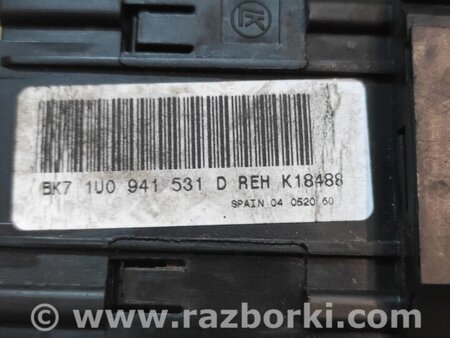 BK7 1U0 941 531 D REH K18488
SPAIN 04 0520 60
© www.razborki.com